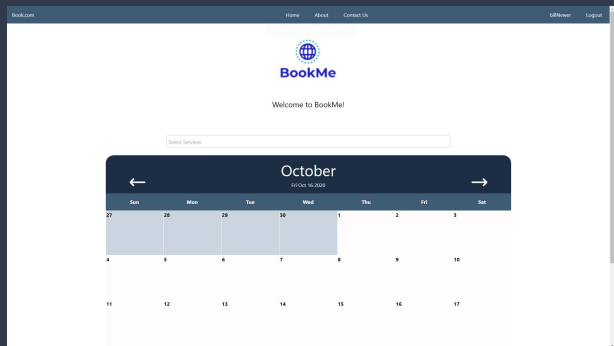 Book.com Home About Contact Us billNewer Logout
BookMe
Welcome to BookMe!
Select Services
October
Fri Oct 16 2020
Sun Mon Tue Wed Thu Fri Sat
27 28 29 30 1 2 3
4 5 6 7 8 9 10
11 12 13 14 15 16 17